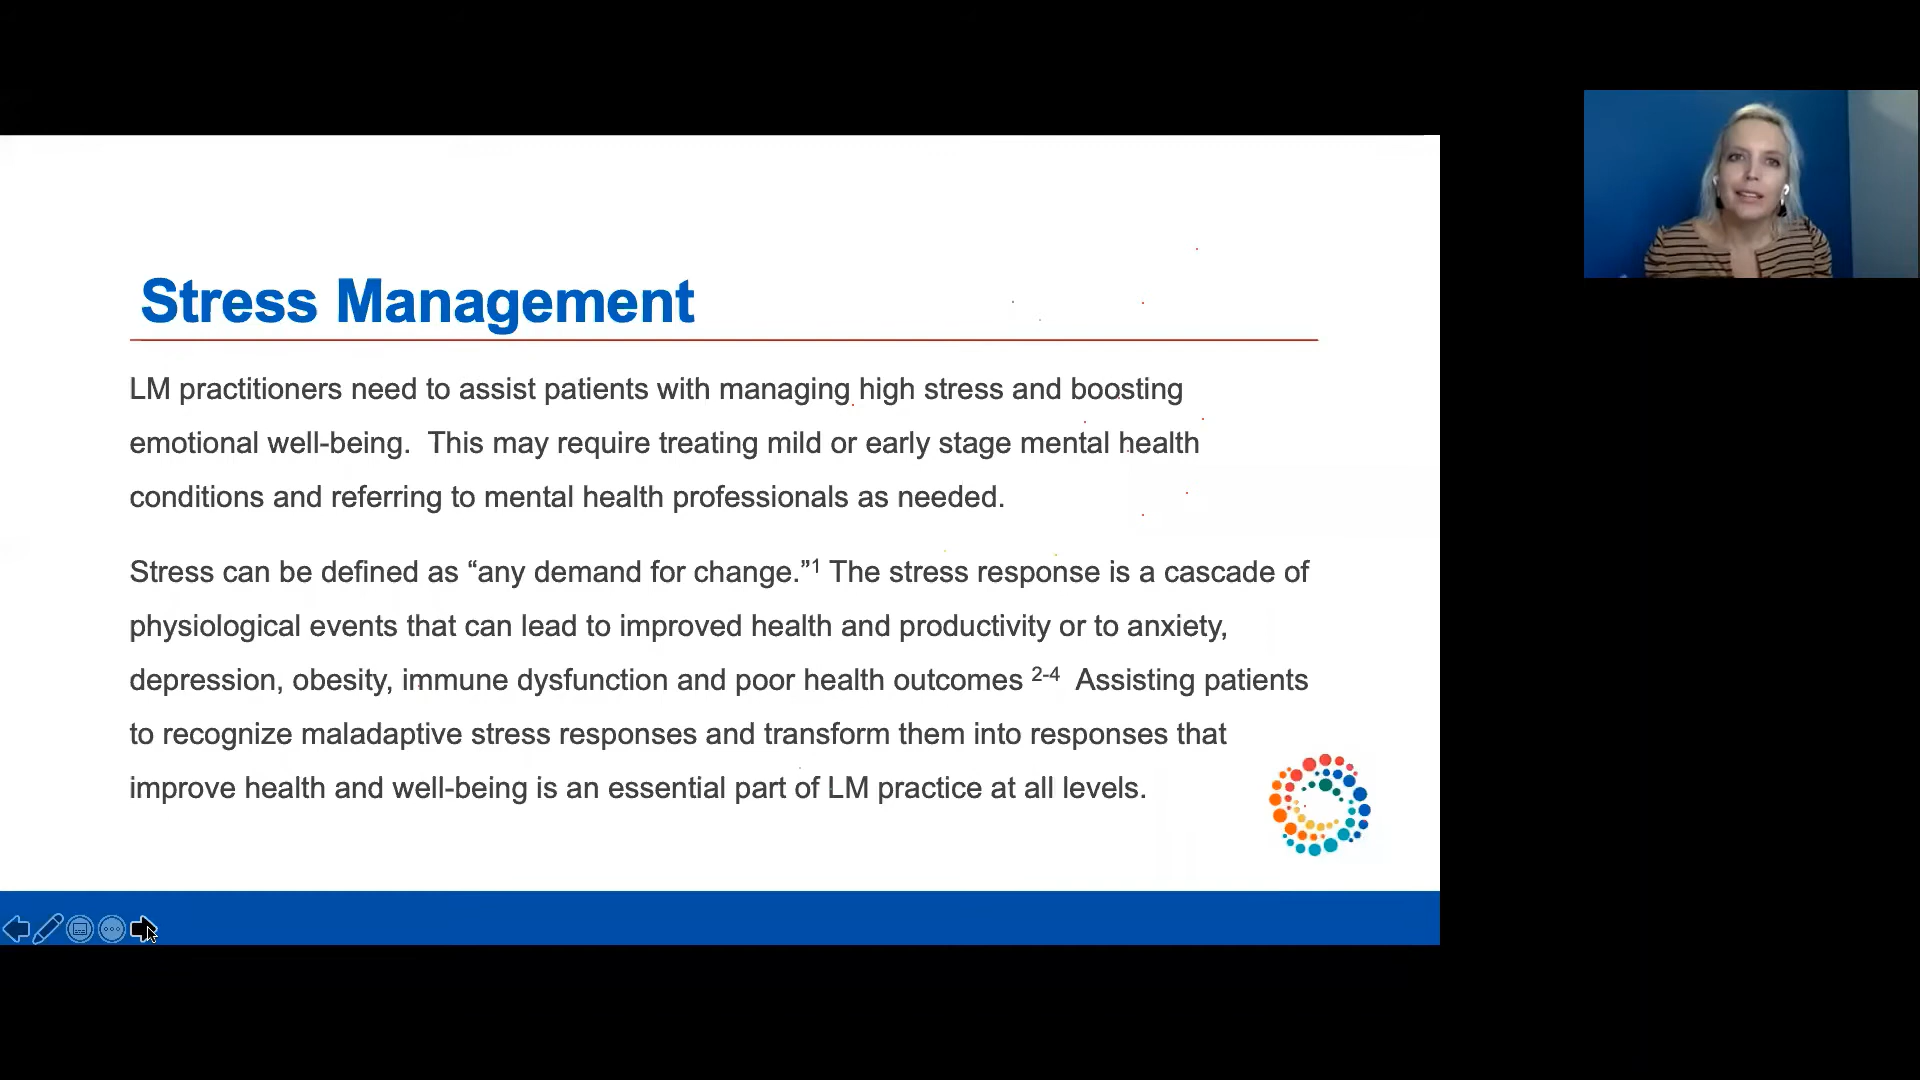 Stress Management
LM practitioners need to assist patients with managing high stress and boosting
emotional well-being.  This may require treating mild or early stage mental health
conditions and referring to mental health professionals as needed.
Stress can be defined as “any demand for change.”1 The stress response is a cascade of
physiological events that can lead to improved health and productivity or to anxiety,
depression, obesity, immune dysfunction and poor health outcomes 2-4  Assisting patients
to recognize maladaptive stress responses and transform them into responses that
improve health and well-being is an essential part of LM practice at all levels.